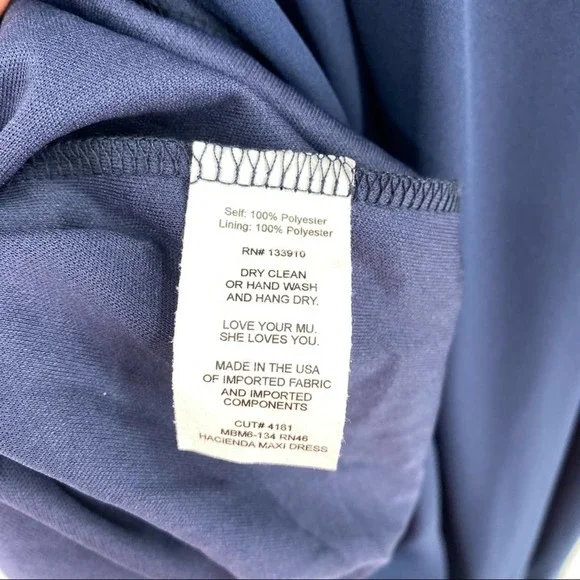 Self: 100% Polyester
Lining: 100% Polyester
RN# 133910
DRY CLEAN
OR HAND WASH
AND HANG DRY.
LOVE YOUR MU.
SHE LOVES YOU.
MADE IN THE USA
OF IMPORTED FABRIC
AND IMPORTED
COMPONENTS
CUT# 4161
MBM6-134 RN46
HACIENDA MAXI DRESS